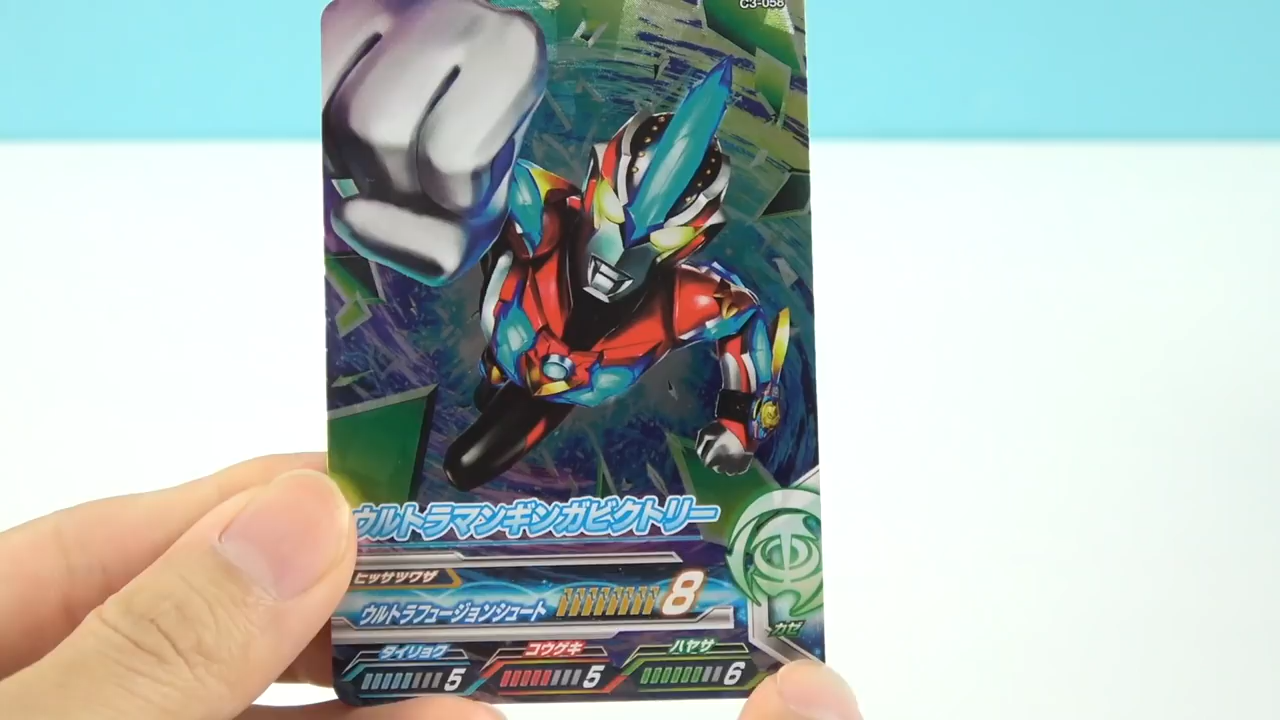 C3-058
ウルトラマンギンガビクトリー
ヒッサツワザ
ウルトラフュージョンシュート 8
カゼ
タイリョク コウゲキ ハヤサ
5 5 6